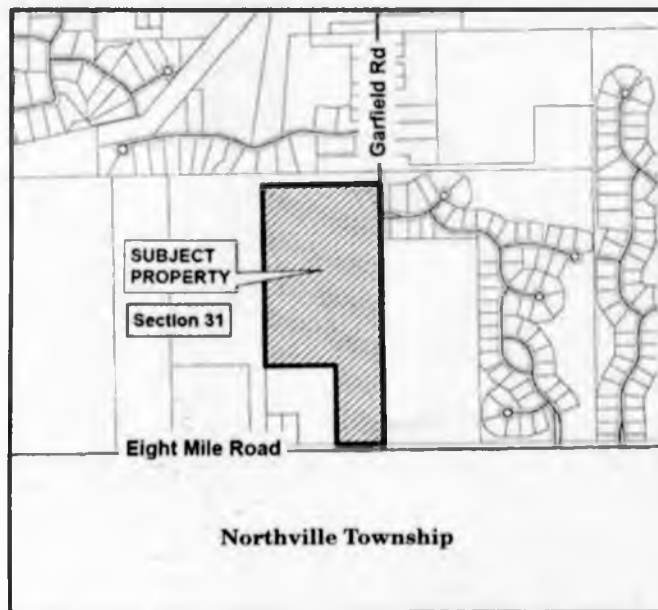 Garfield Rd
SUBJECT
PROPERTY
Section 31
Eight Mile Road
Northville Township